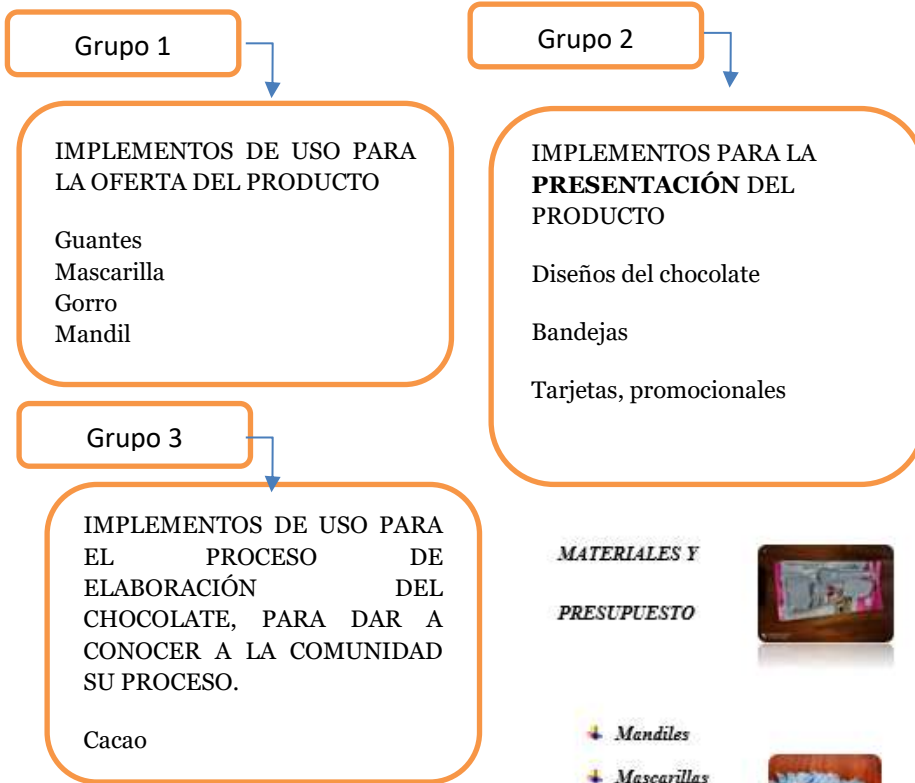 Grupo 1
IMPLEMENTOS DE USO PARA
LA OFERTA DEL PRODUCTO
Guantes
Mascarilla
Gorro
Mandil
Grupo 2
IMPLEMENTOS PARA LA
PRESENTACIÓN DEL
PRODUCTO
Diseños del chocolate
Bandejas
Tarjetas, promocionales
Grupo 3
IMPLEMENTOS DE USO PARA
EL PROCESO DE
ELABORACIÓN DEL
CHOCOLATE, PARA DAR A
CONOCER A LA COMUNIDAD
SU PROCESO.
Cacao
MATERIALES Y
PRESUPUESTO
Mandiles
Mascarillas